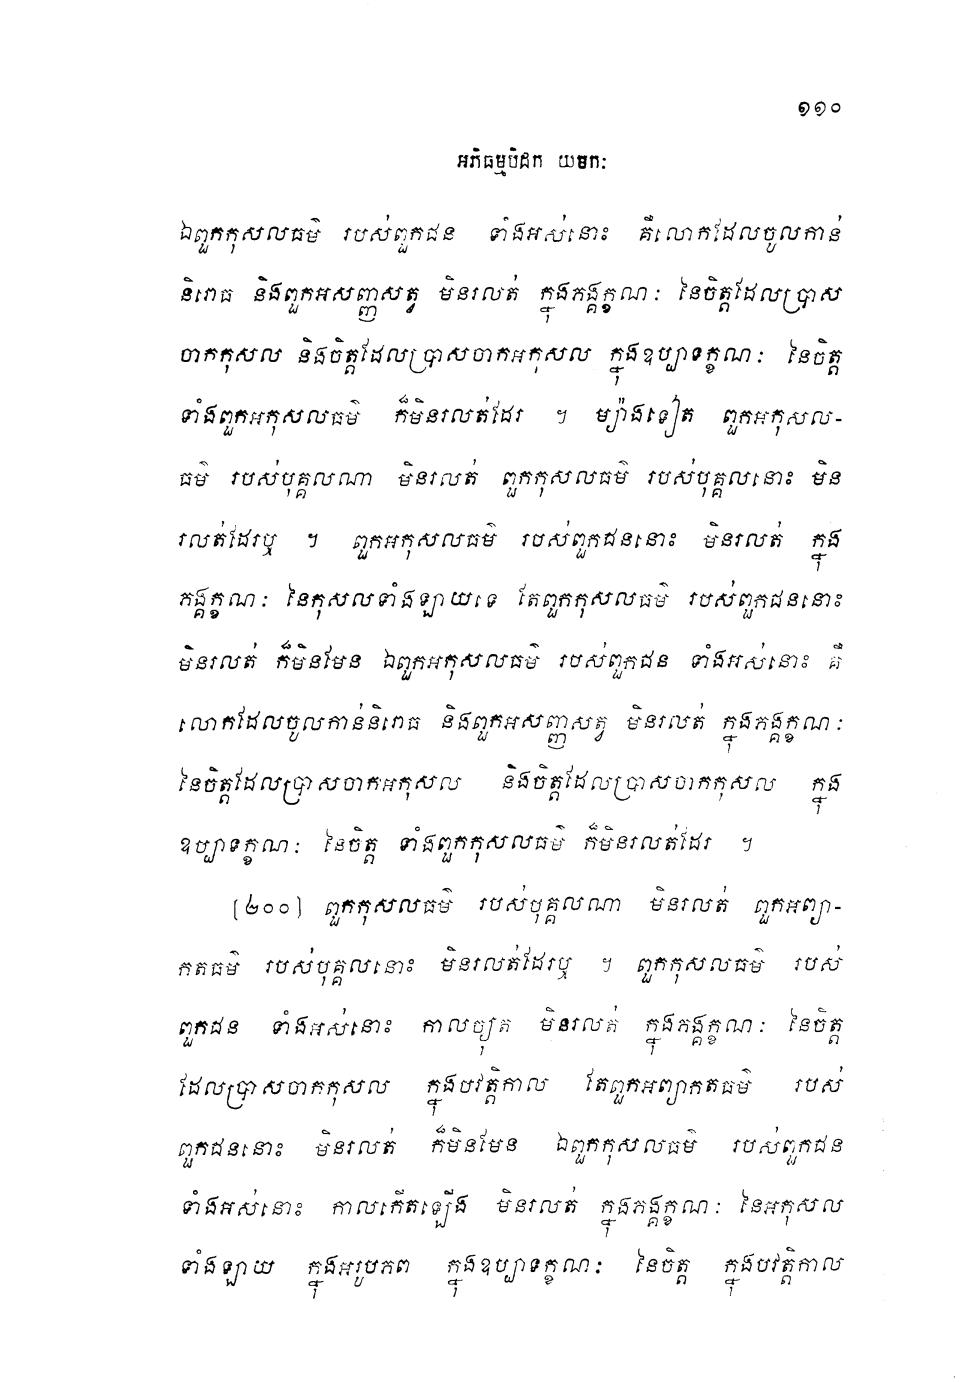 ១១០
អភិធម្មបិដក យមកៈ
ឯពួកកុសលធម៌ របស់ពួកជន ទាំងអស់នោះ គឺលោកដែលចូលកាន់
និរោធ និងពួកអសញ្ញសត្វ មិនរលត់ ក្នុងភង្គក្ខណៈ នៃចិត្តដែលប្រាស
ចាកកុសល និងចិត្តដែលប្រាសចាកអកុសល ក្នុងឧប្បាទក្ខណៈ នៃចិត្ត
ទាំងពួកអកុសលធម៌ ក៏មិនរលត់ដែរ ។ ម្យ៉ាងទៀត ពួកអកុសល-
ធម៌ របស់បុគ្គលណា មិនរលត់ ពួកកុសលធម៌ របស់បុគ្គលនោះ មិន
រលត់ដែរឬ ។ ពួកអកុសលធម៌ របស់ពួកជននោះ មិនរលត់ ក្នុង
ភង្គក្ខណៈ នៃកុសលទាំងឡាយទេ តែពួកកុសលធម៌ របស់ពួកជននោះ
មិនរលត់ ក៏មិនមែន ឯពួកអកុសលធម៌ របស់ពួកជន ទាំងអស់នោះ គឺ
លោកដែលចូលកាន់និរោធ និងពួកអសញ្ញសត្វ មិនរលត់ ក្នុងភង្គក្ខណៈ
នៃចិត្តដែលប្រាសចាកអកុសល និងចិត្តដែលប្រាសចាកកុសល ក្នុង
ឧប្បាទក្ខណៈ នៃចិត្ត ទាំងពួកកុសលធម៌ ក៏មិនរលត់ដែរ ។
[២០០] ពួកកុសលធម៌ របស់បុគ្គលណា មិនរលត់ ពួកអព្យា-
កតធម៌ របស់បុគ្គលនោះ មិនរលត់ដែរឬ ។ ពួកកុសលធម៌ របស់
ពួកជន ទាំងអស់នោះ កាលច្យុត មិនរលត់ ក្នុងភង្គក្ខណៈ នៃចិត្ត
ដែលប្រាសចាកកុសល ក្នុងបវត្តិកាល តែពួកអព្យាកតធម៌ របស់
ពួកជននោះ មិនរលត់ ក៏មិនមែន ឯពួកកុសលធម៌ របស់ពួកជន
ទាំងអស់នោះ កាលកើតឡើង មិនរលត់ ក្នុងភង្គក្ខណៈ នៃអកុសល
ទាំងឡាយ ក្នុងអរូបភព ក្នុងឧប្បាទក្ខណៈ នៃចិត្ត ក្នុងបវត្តិកាល